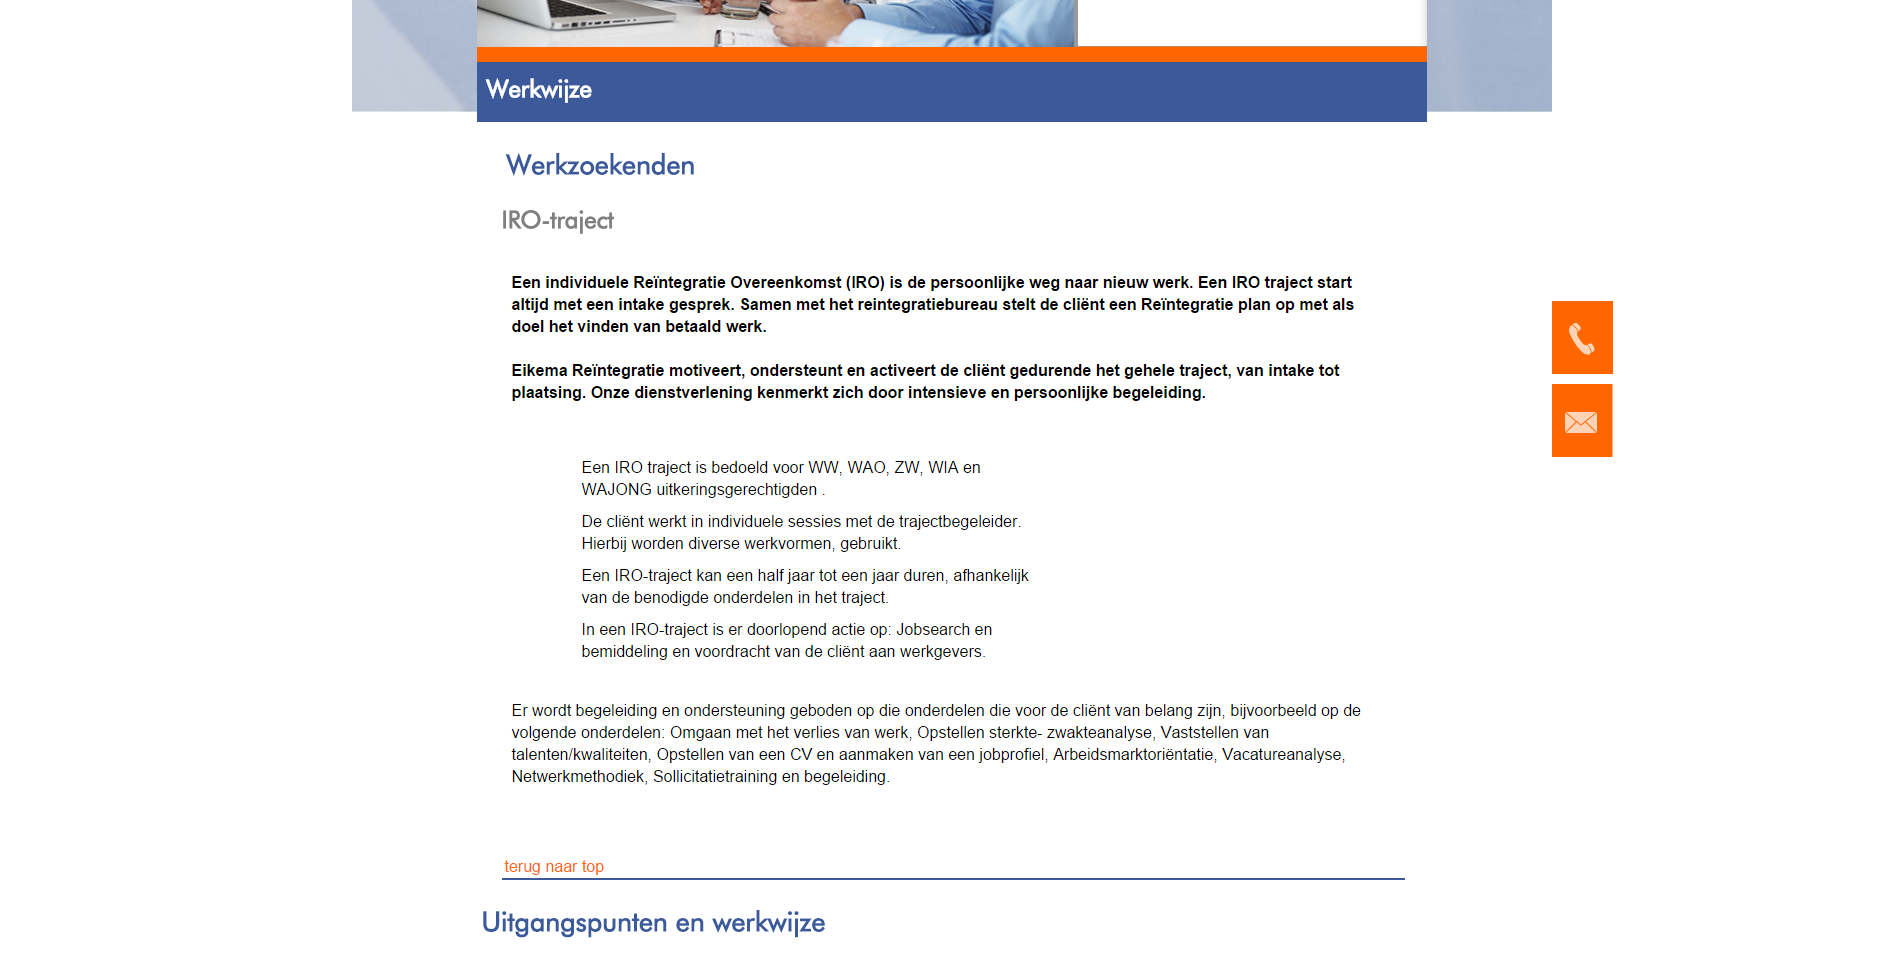 Werkwijze
Werkzoekenden
IRO-traject
Een individuele Reïntegratie Overeenkomst (IRO) is de persoonlijke weg naar nieuw werk. Een IRO traject start
altijd met een intake gesprek. Samen met het reintegratiebureau stelt de cliënt een Reïntegratie plan op met als
doel het vinden van betaald werk.
Eikema Reïntegratie motiveert, ondersteunt en activeert de cliënt gedurende het gehele traject, van intake tot
plaatsing. Onze dienstverlening kenmerkt zich door intensieve en persoonlijke begeleiding.
Een IRO traject is bedoeld voor WW, WAO, ZW, WIA en
WAJONG uitkeringsgerechtigden .
De cliënt werkt in individuele sessies met de trajectbegeleider.
Hierbij worden diverse werkvormen, gebruikt.
Een IRO-traject kan een half jaar tot een jaar duren, afhankelijk
van de benodigde onderdelen in het traject.
In een IRO-traject is er doorlopend actie op: Jobsearch en
bemiddeling en voordracht van de cliënt aan werkgevers.
Er wordt begeleiding en ondersteuning geboden op die onderdelen die voor de cliënt van belang zijn, bijvoorbeeld op de
volgende onderdelen: Omgaan met het verlies van werk, Opstellen sterkte- zwakteanalyse, Vaststellen van
talenten/kwaliteiten, Opstellen van een CV en aanmaken van een jobprofiel, Arbeidsmarktoriëntatie, Vacatureanalyse,
Netwerkmethodiek, Sollicitatietraining en begeleiding.
terug naar top
Uitgangspunten en werkwijze